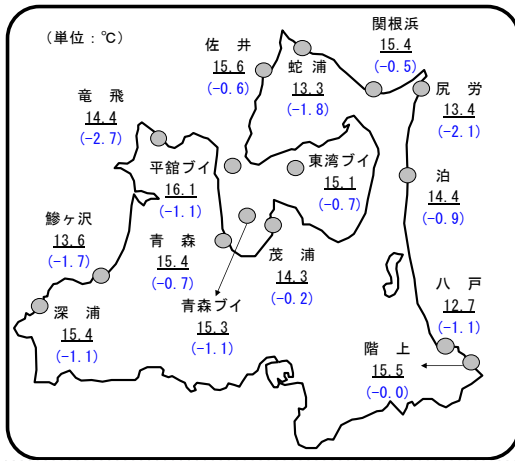 （単位：℃）
関根浜
15.4
(-0.5)
佐井
15.6
(-0.6)
蛇浦
13.3
(-1.8)
尻労
13.4
(-2.1)
竜飛
14.4
(-2.7)
平舘ブイ
16.1
(-1.1)
東湾ブイ
15.1
(-0.7)
泊
14.4
(-0.9)
鰺ヶ沢
13.6
(-1.7)
青森
15.4
(-0.7)
茂浦
14.3
(-0.2)
八戸
12.7
(-1.1)
深浦
15.4
(-1.1)
青森ブイ
15.3
(-1.1)
階上
15.5
(-0.0)